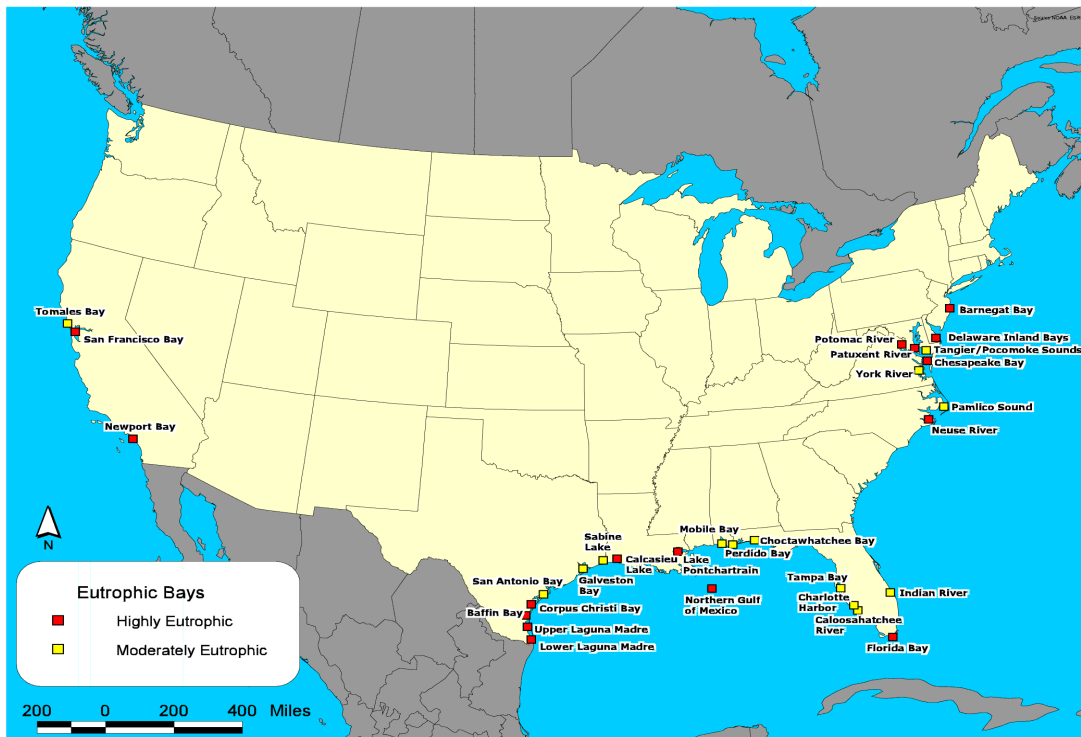 Source NOAA, ESRI
Tomales Bay
San Francisco Bay
Newport Bay
Barnegat Bay
Delaware Inland Bays
Potomac River
Tangier/Pocomoke Sounds
Patuxent River
Chesapeake Bay
York River
Pamlico Sound
Neuse River
Mobile Bay
Choctawhatchee Bay
Perdido Bay
Sabine
Lake
Calcasieu
Lake
Lake
Pontchartrain
San Antonio Bay
Galveston
Bay
Northern Gulf
of Mexico
Tampa Bay
Charlotte
Harbor
Indian River
Caloosahatchee
River
Florida Bay
Baffin Bay
Corpus Christi Bay
Upper Laguna Madre
Lower Laguna Madre
N
Eutrophic Bays
Highly Eutrophic
Moderately Eutrophic
200 0 200 400 Miles